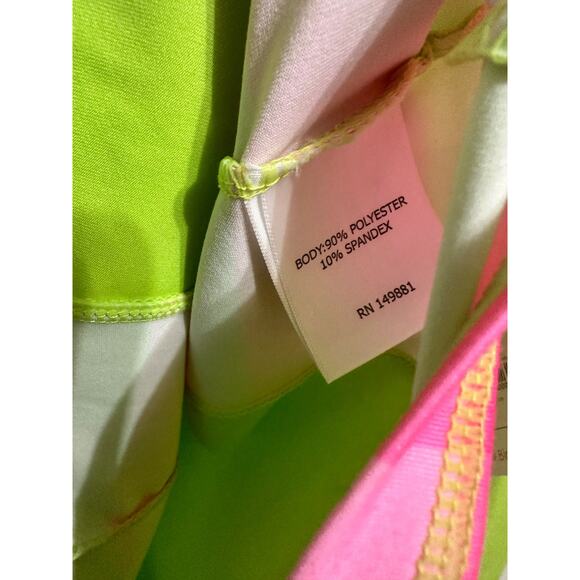 BODY:90% POLYESTER
10% SPANDEX
RN 149881